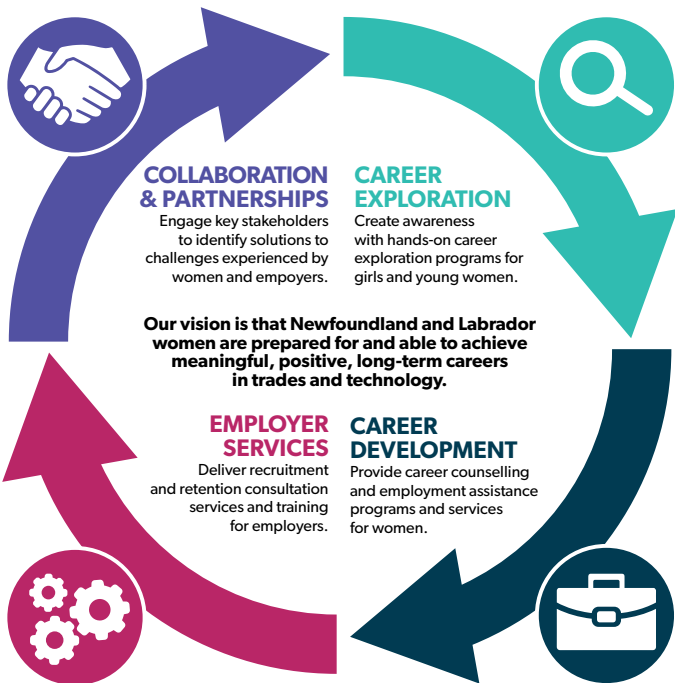 COLLABORATION
& PARTNERSHIPS
Engage key stakeholders
to identify solutions to
challenges experienced by
women and empoyers.
CAREER
EXPLORATION
Create awareness
with hands-on career
exploration programs for
girls and young women.
Our vision is that Newfoundland and Labrador
women are prepared for and able to achieve
meaningful, positive, long-term careers
in trades and technology.
EMPLOYER
SERVICES
Deliver recruitment
and retention consultation
services and training
for employers.
CAREER
DEVELOPMENT
Provide career counselling
and employment assistance
programs and services
for women.